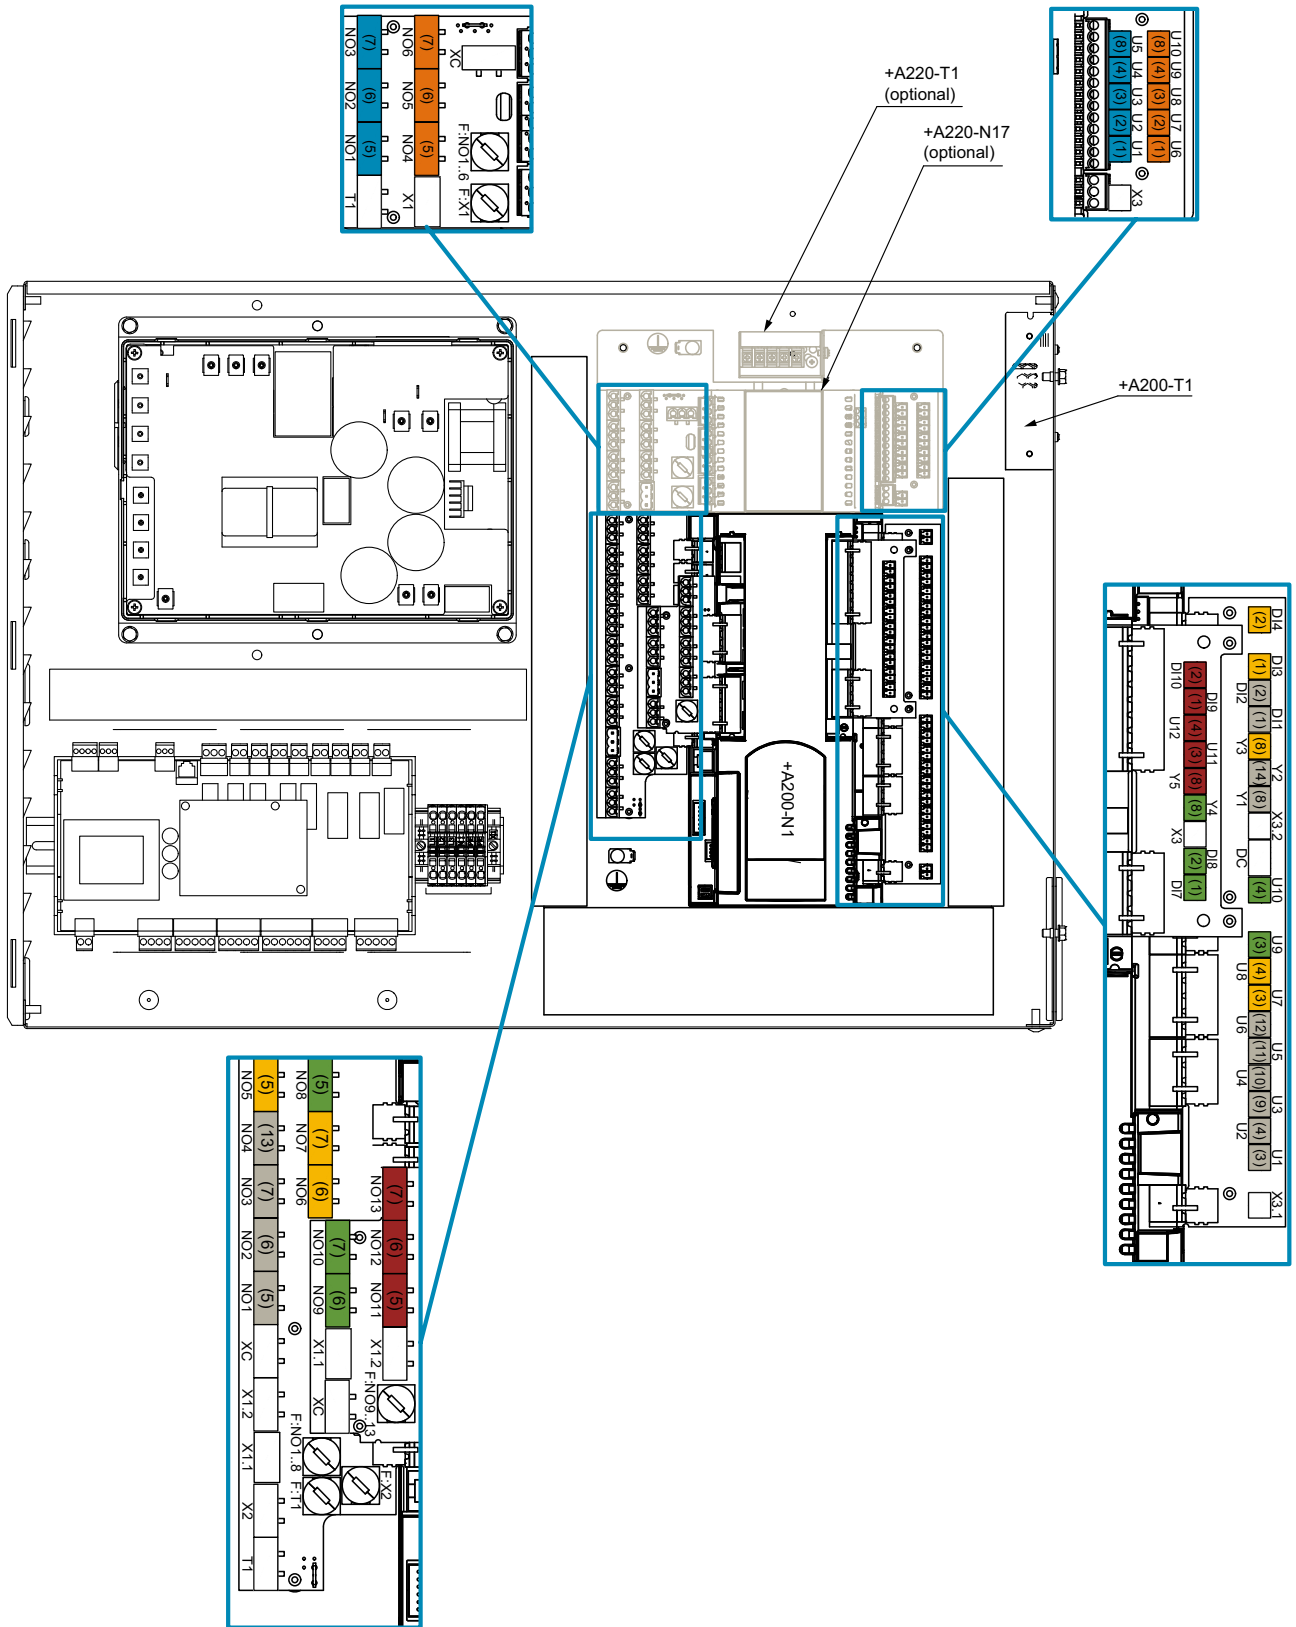 NO3
NO2
NO1
T1
(7)
(6)
(5)
NO6
NO5
NO4
X1
(7)
(6)
(5)
XC
F:NO1..6
F:X1
+A220-T1
(optional)
+A220-N17
(optional)
U10 U9 U8 U7 U6
(8) (4) (3) (2) (1)
U5 U4 U3 U2 U1
(8) (4) (3) (2) (1)
X3
+A200-T1
+A200-N1
DI4
(2)
DI3
(1)
DI2
(2)
DI1
(1)
Y3
(8)
Y2
(14)
Y1
(8)
X3.2
DC
U10
(4)
U9
(3)
U8
(4)
U7
(3)
U6
(12)
U5
(11)
U4
(10)
U3
(9)
U2
(4)
U1
(3)
X3.1
DI10
(2)
DI9
(1)
U12
(4)
U11
(3)
Y5
(8)
Y4
(8)
X3
DI8
(2)
DI7
(1)
NO5
(5)
NO4
(13)
NO3
(7)
NO2
(6)
NO1
(5)
XC
X1.2
X1.1
X2
T1
NO8
(5)
NO7
(7)
NO6
(6)
NO10
(7)
NO9
(6)
X1.1
XC
NO13
(7)
NO12
(6)
NO11
(5)
X1.2
F:NO9..13
F:NO1..8
F:T1
F:X2